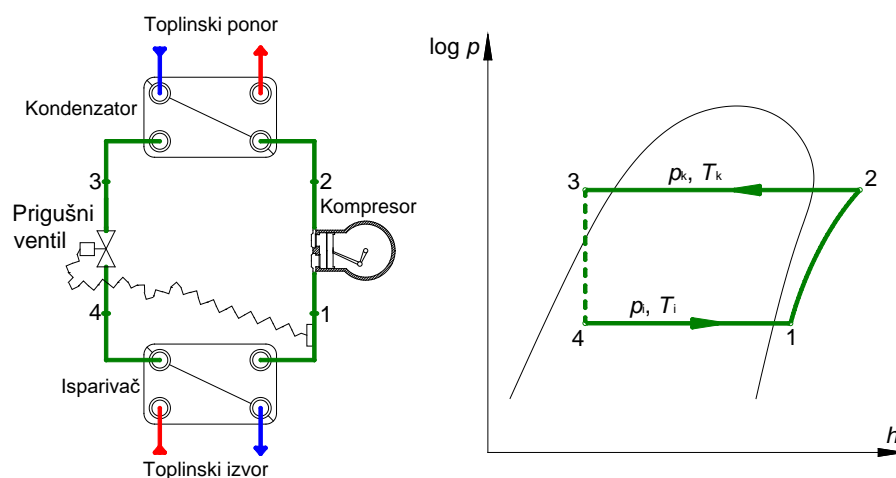 Toplinski ponor
Kondenzator
3
2
Prigušni
ventil
Kompresor
4
1
Isparivač
Toplinski izvor
log p
3
pk, Tk
2
pi, Ti
4
1
h